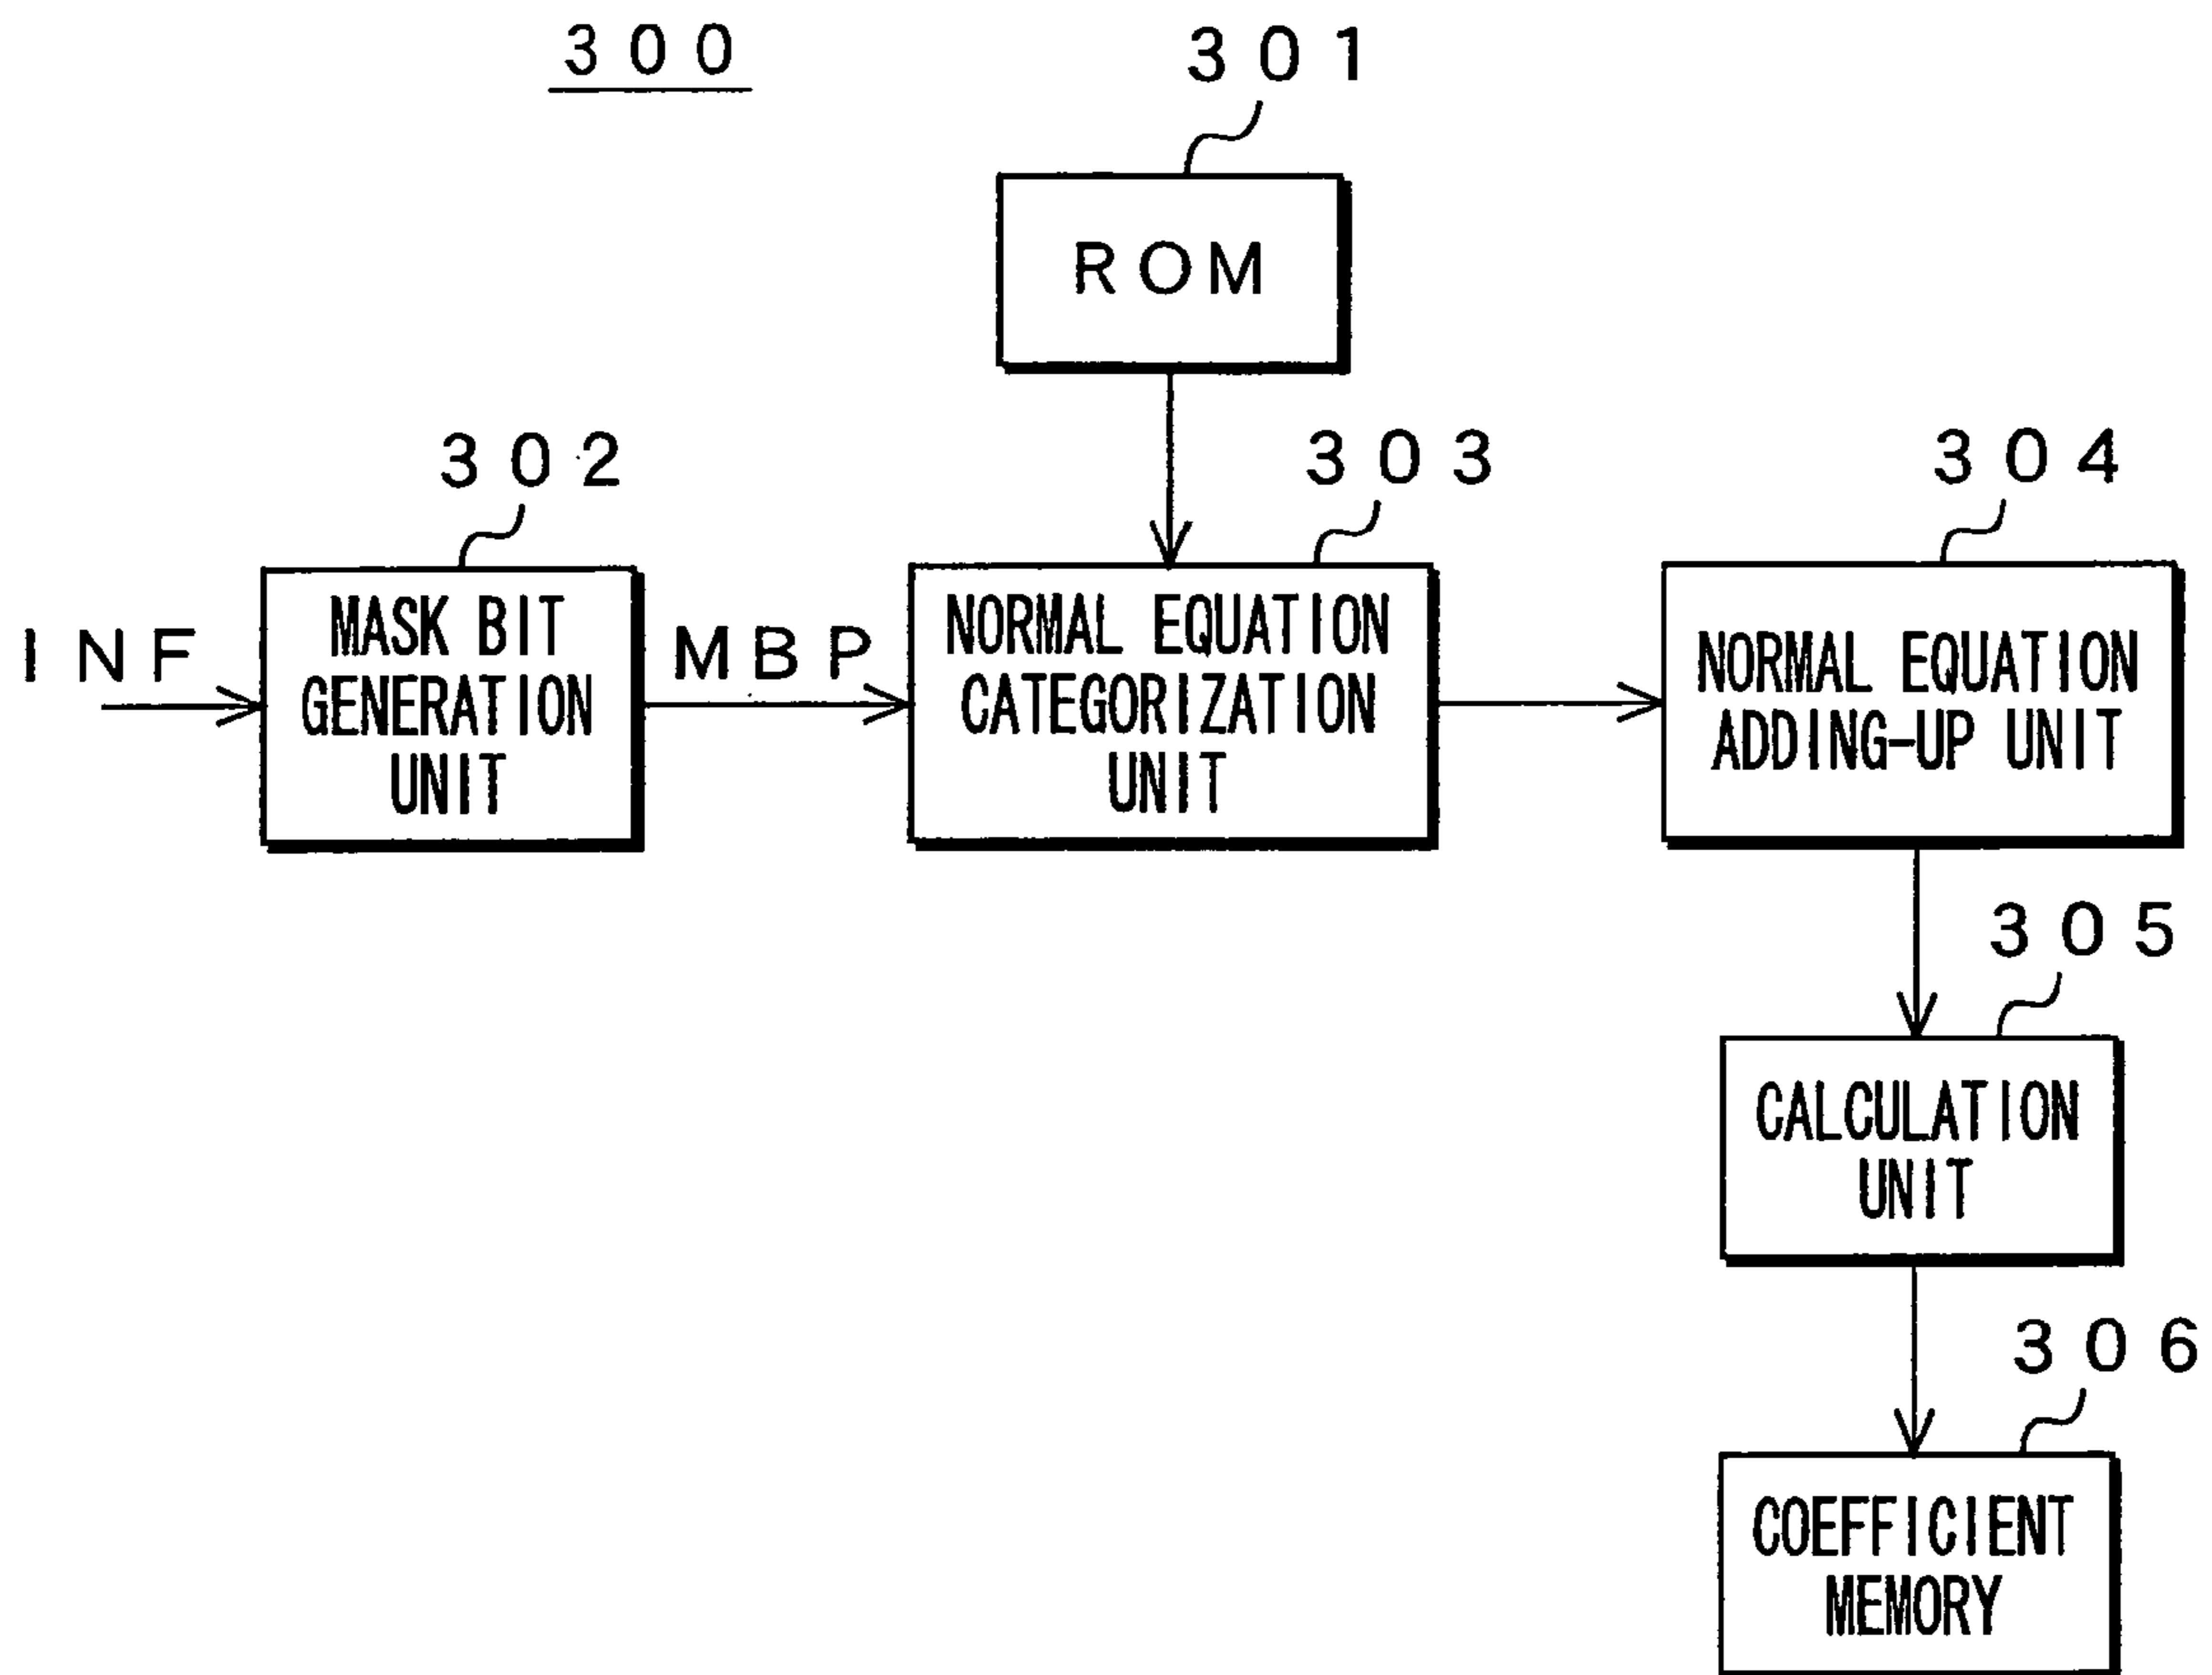 300
301
ROM
302
303
304
INF
MASK BIT
GENERATION
UNIT
MBP
NORMAL EQUATION
CATEGORIZATION
UNIT
NORMAL EQUATION
ADDING-UP UNIT
305
CALCULATION
UNIT
306
COEFFICIENT
MEMORY